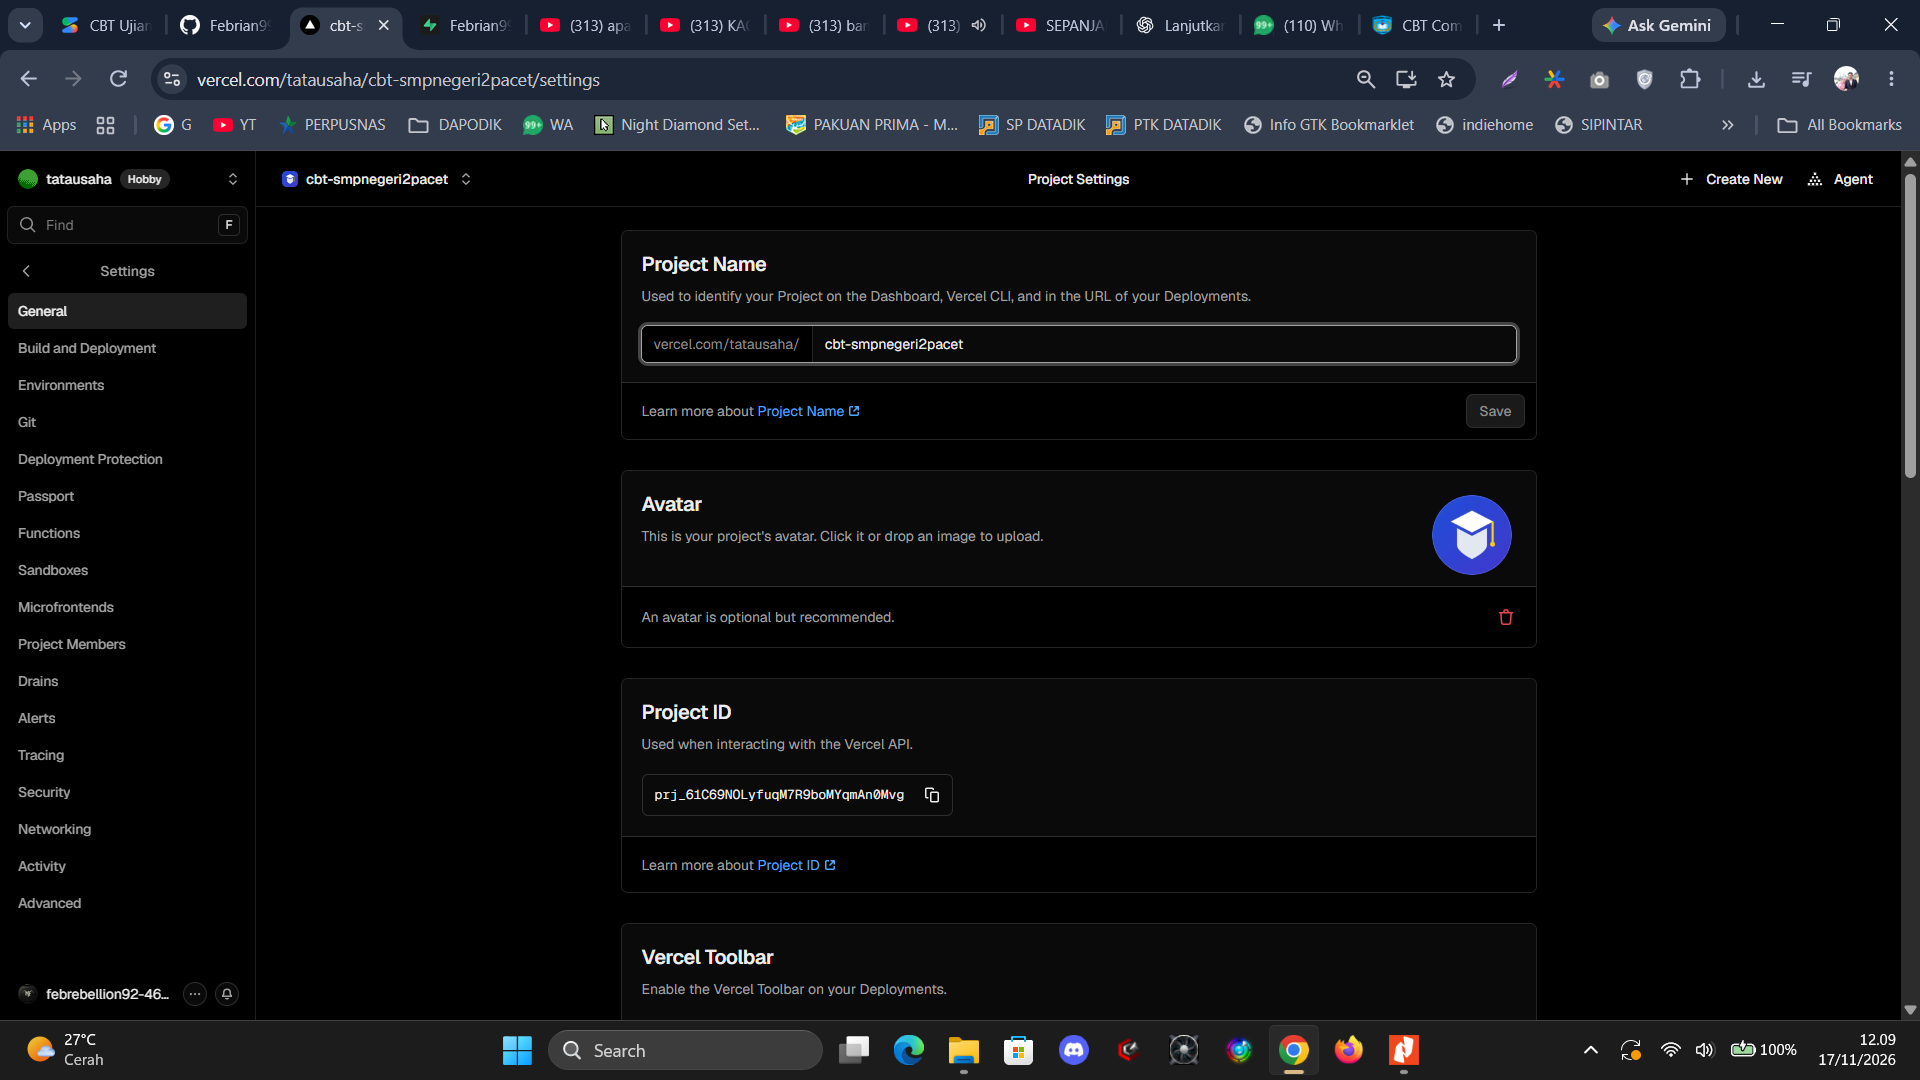 CBT Ujian
Febrian99
cbt-s
Febrian99
(313) apa
(313) KAC
(313) bar
(313)
SEPANJA
Lanjutkar
(110) Wh
CBT Com
Ask Gemini
vercel.com/tatausaha/cbt-smpnegeri2pacet/settings
Apps
G
YT
PERPUSNAS
DAPODIK
99+
WA
Night Diamond Set...
PAKUAN PRIMA - M...
SP DATADIK
PTK DATADIK
Info GTK Bookmarklet
indiehome
SIPINTAR
All Bookmarks
tatausaha
Hobby
cbt-smpnegeri2pacet
Project Settings
Create New
Agent
Find
F
Settings
General
Build and Deployment
Environments
Git
Deployment Protection
Passport
Functions
Sandboxes
Microfrontends
Project Members
Drains
Alerts
Tracing
Security
Networking
Activity
Advanced
febrebellion92-46...
Project Name
Used to identify your Project on the Dashboard, Vercel CLI, and in the URL of your Deployments.
vercel.com/tatausaha/
cbt-smpnegeri2pacet
Learn more about Project Name
Save
Avatar
This is your project's avatar. Click it or drop an image to upload.
An avatar is optional but recommended.
Project ID
Used when interacting with the Vercel API.
prj_61C69NOLyfuqM7R9boMYqmAn0Mvg
Learn more about Project ID
Vercel Toolbar
Enable the Vercel Toolbar on your Deployments.
27°C
Cerah
Search
100%
12.09
17/11/2026